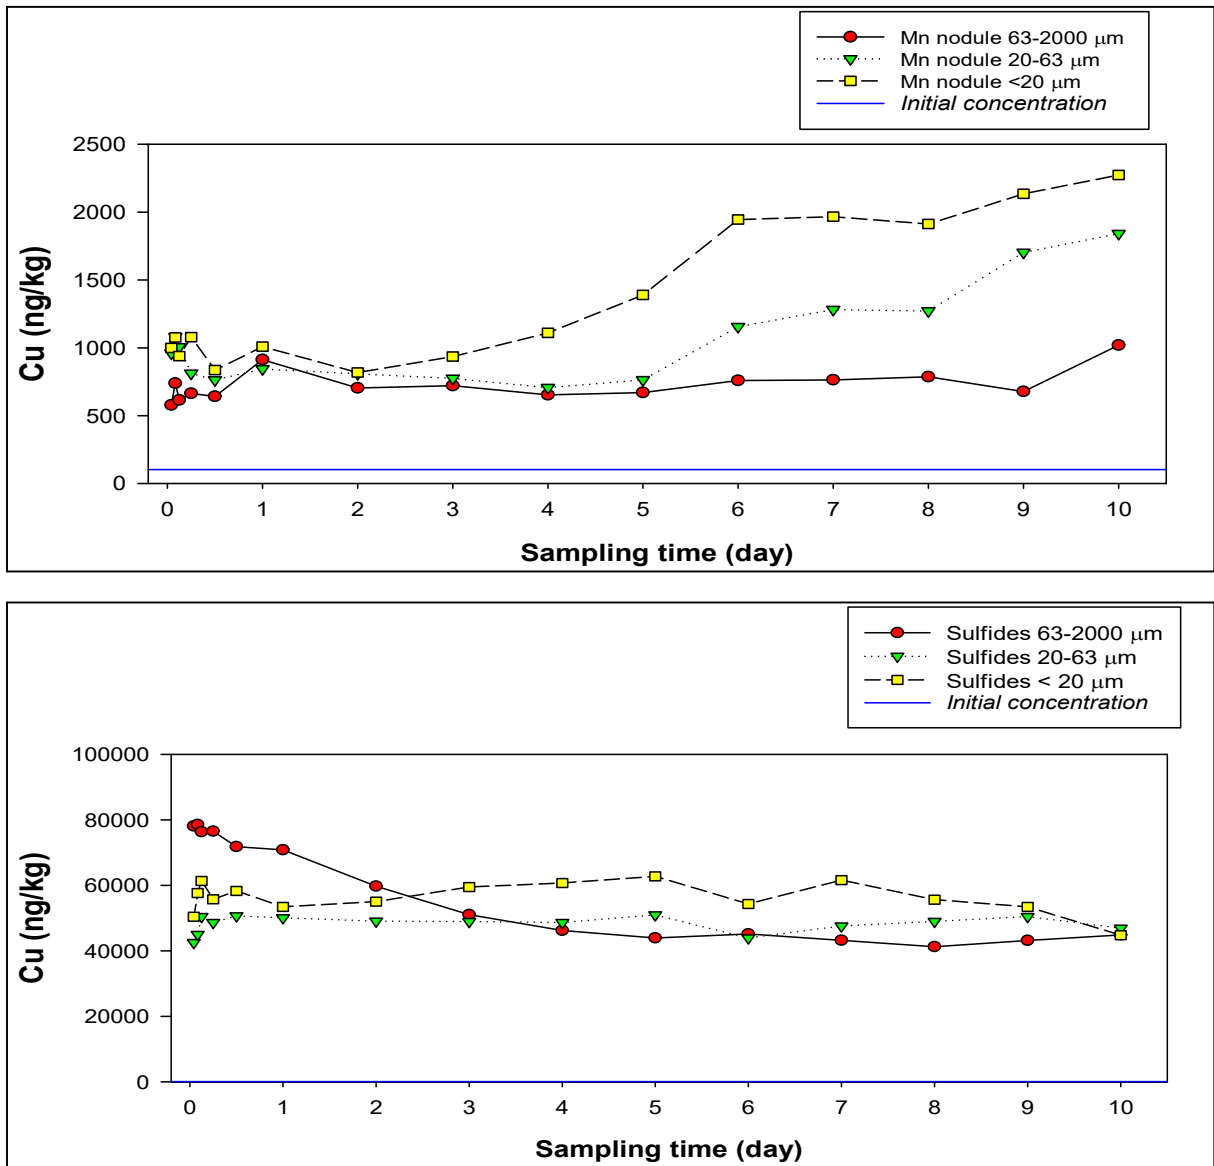 Mn nodule 63-2000 μm
Mn nodule 20-63 μm
Mn nodule <20 μm
Initial concentration
Cu (ng/kg)
2500
2000
1500
1000
500
0
0 1 2 3 4 5 6 7 8 9 10
Sampling time (day)
Sulfides 63-2000 μm
Sulfides 20-63 μm
Sulfides < 20 μm
Initial concentration
Cu (ng/kg)
100000
80000
60000
40000
20000
0
0 1 2 3 4 5 6 7 8 9 10
Sampling time (day)